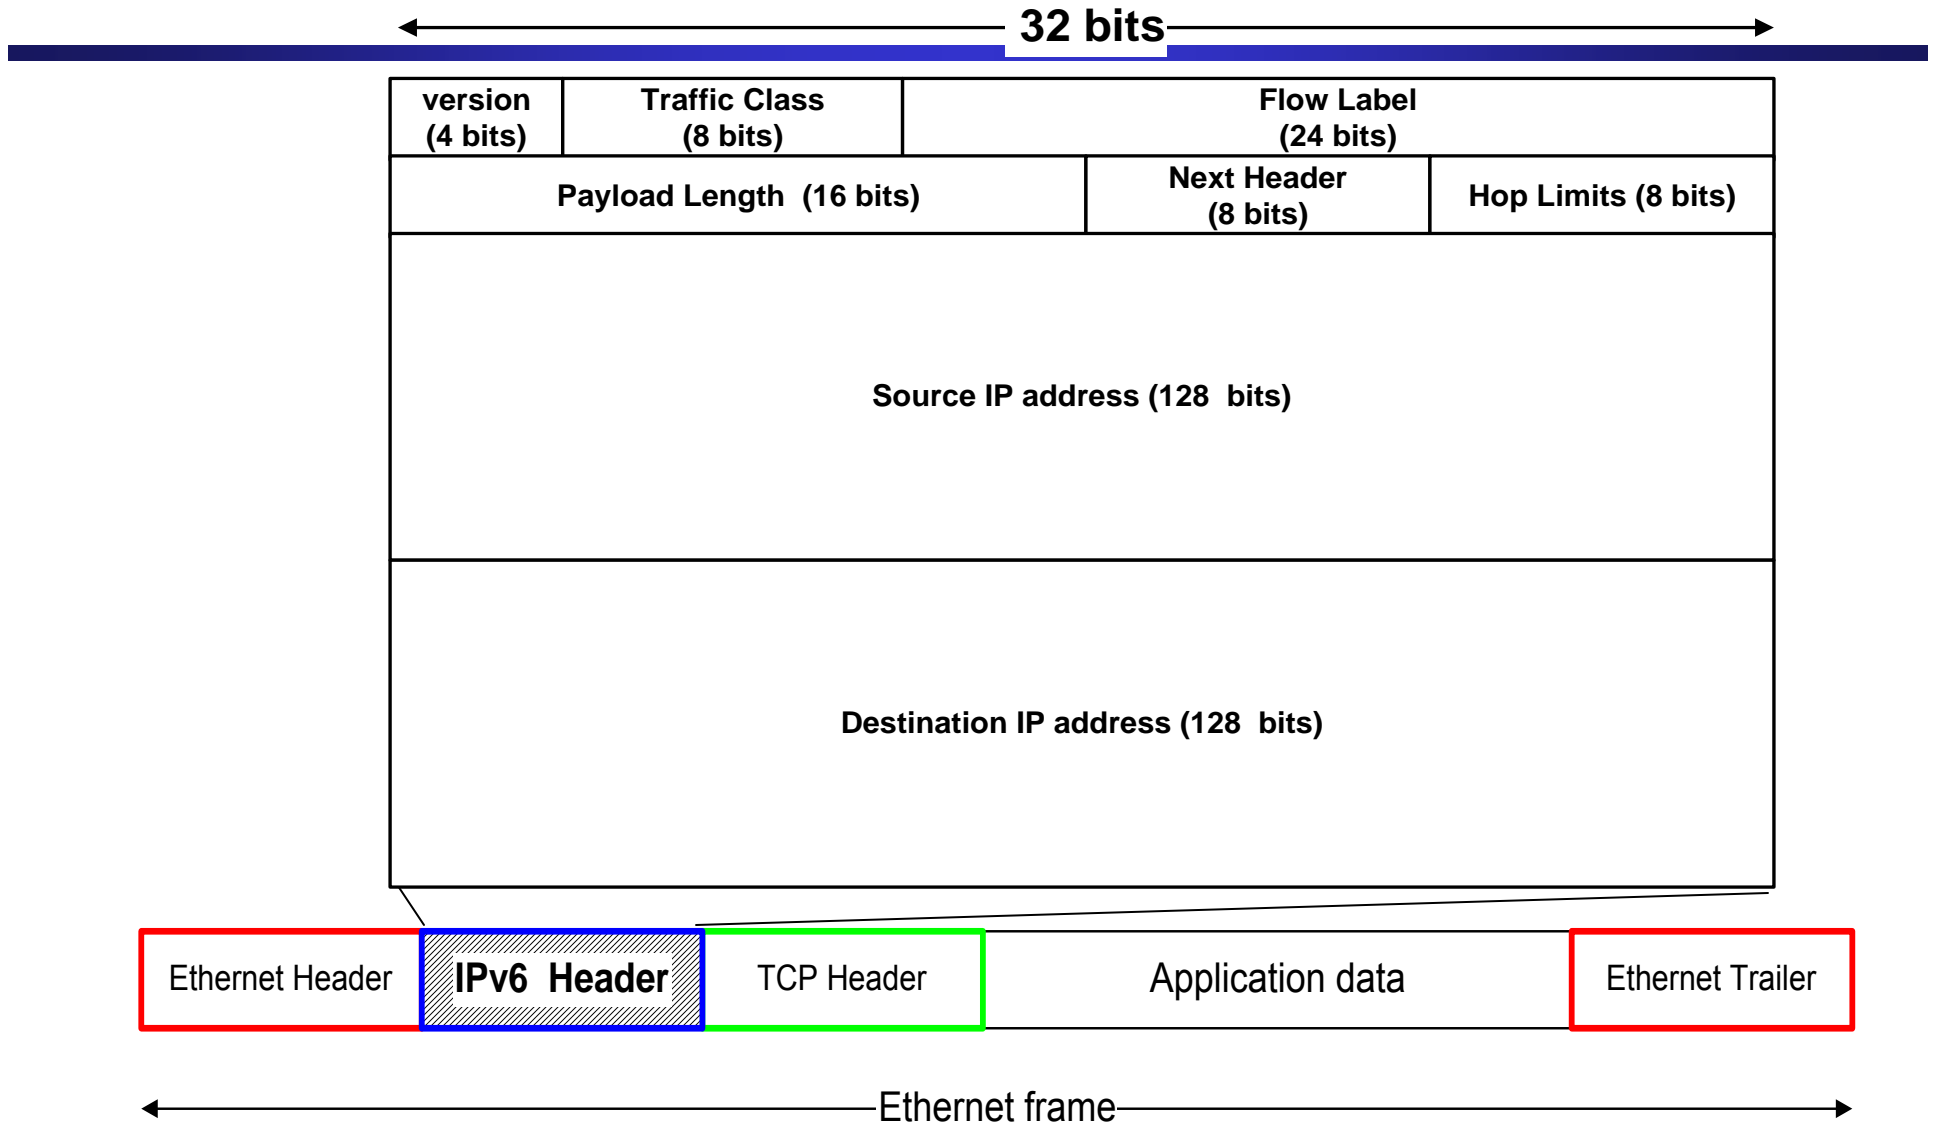 32 bits
version
(4 bits)
Traffic Class
(8 bits)
Flow Label
(24 bits)
Payload Length (16 bits)
Next Header
(8 bits)
Hop Limits (8 bits)
Source IP address (128 bits)
Destination IP address (128 bits)
Ethernet Header
IPv6 Header
TCP Header
Application data
Ethernet Trailer
Ethernet frame